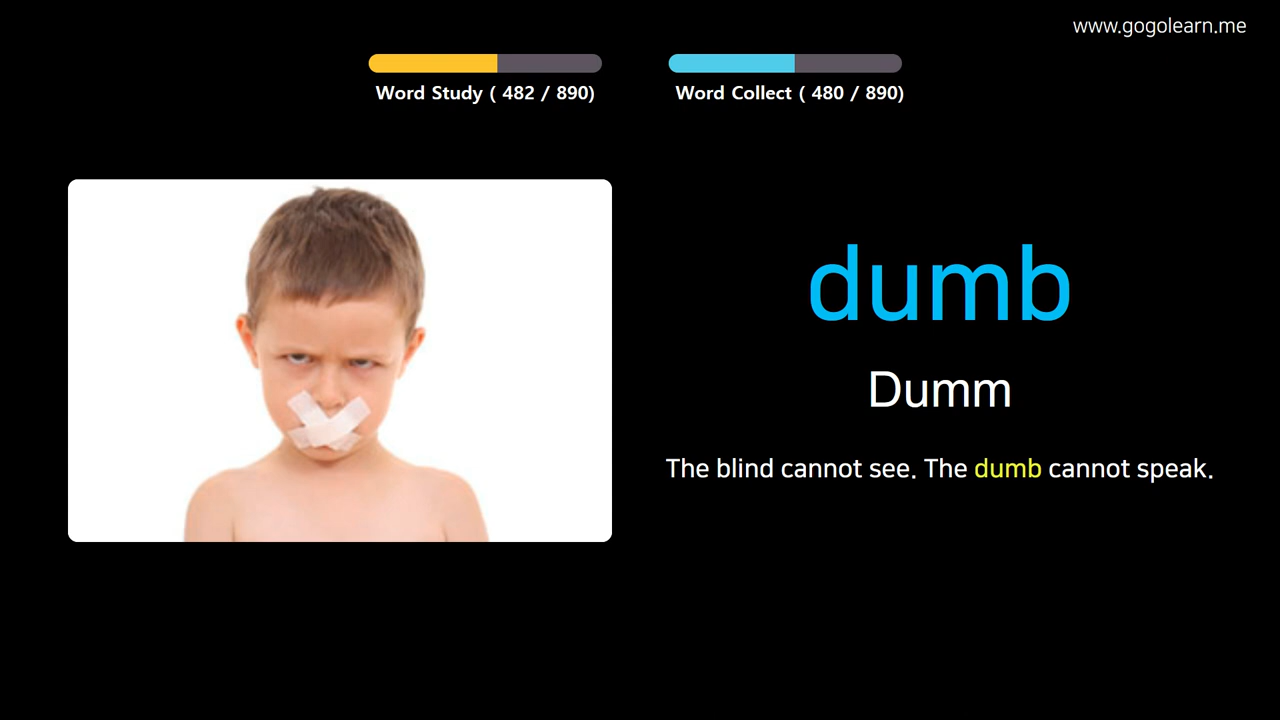 www.gogolearn.me
Word Study ( 482 / 890)
Word Collect ( 480 / 890)
dumb
Dumm
The blind cannot see. The dumb cannot speak.